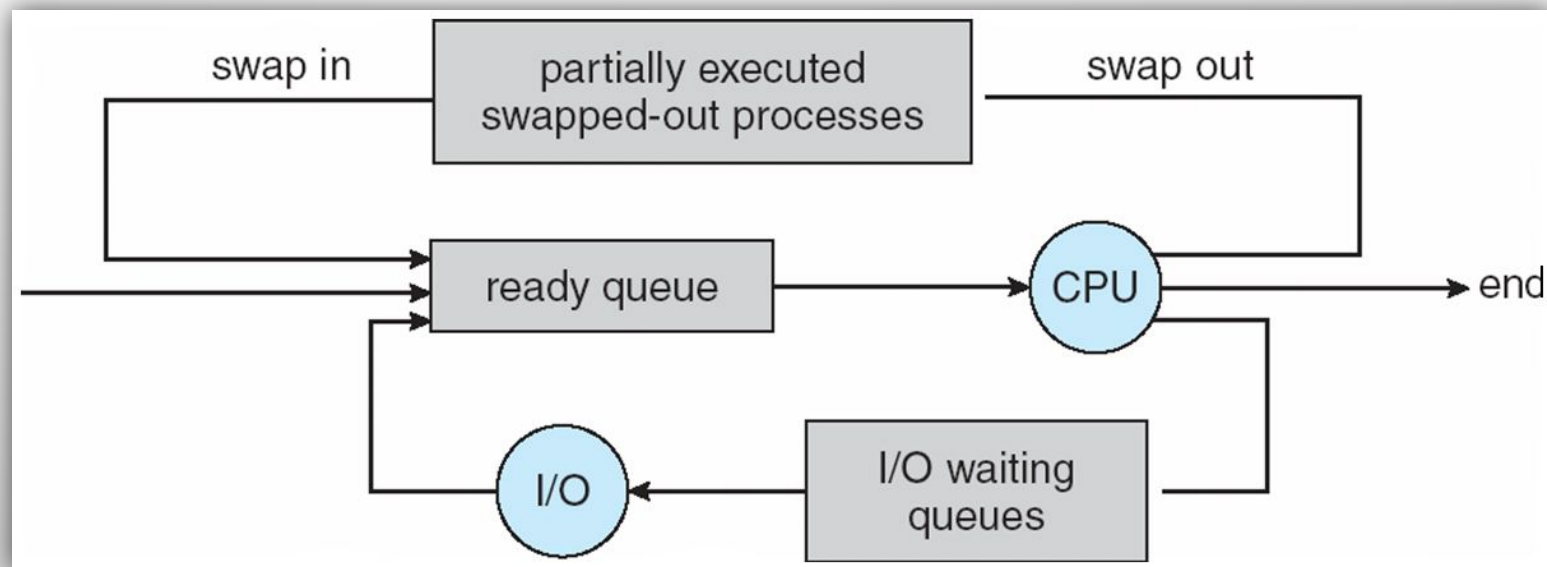 swap in
partially executed
swapped-out processes
swap out
ready queue
CPU
end
I/O
I/O waiting
queues